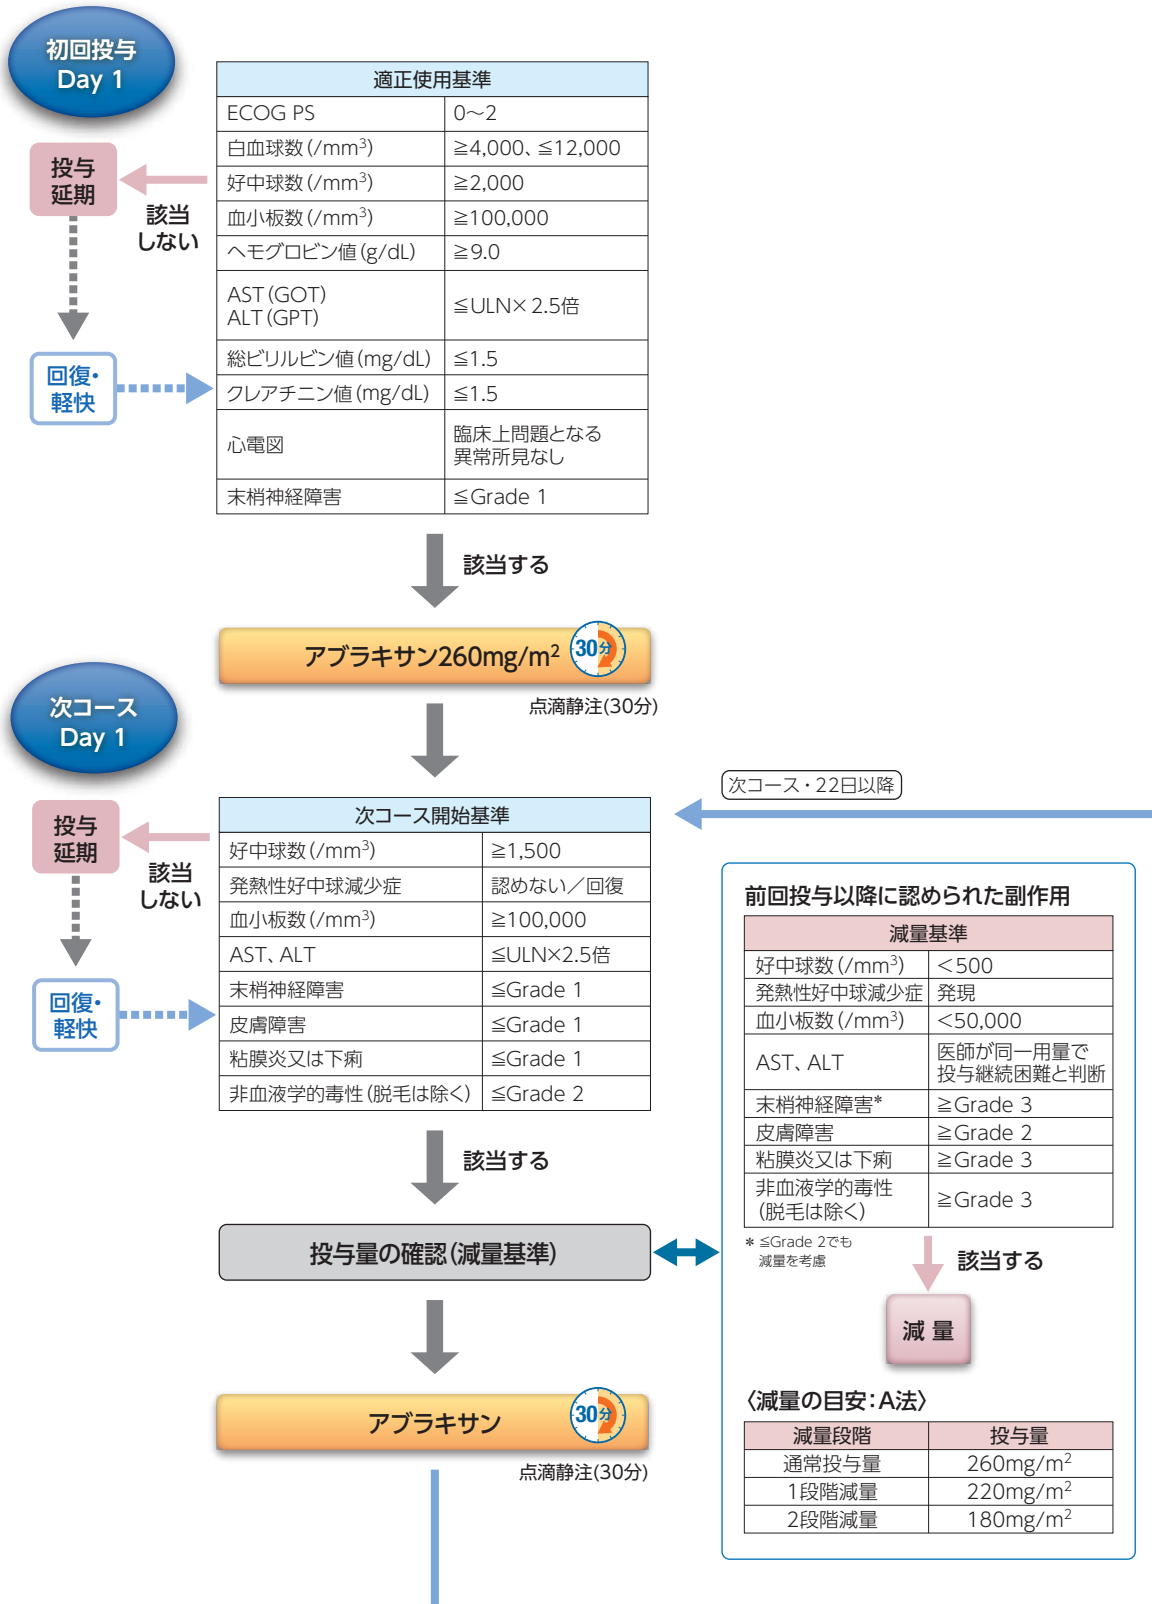 初回投与
Day 1
適正使用基準
ECOG PS 0〜2
白血球数(/mm³) ≧4,000、≦12,000
好中球数(/mm³) ≧2,000
血小板数(/mm³) ≧100,000
ヘモグロビン値(g/dL) ≧9.0
AST(GOT)
ALT(GPT)
≦ULN×2.5倍
総ビリルビン値(mg/dL) ≦1.5
クレアチニン値(mg/dL) ≦1.5
心電図
臨床上問題となる
異常所見なし
末梢神経障害 ≦Grade 1
投与
延期
該当
しない
回復・
軽快
該当する
アブラキサン260mg/m² 30分
点滴静注(30分)
次コース
Day 1
次コース・22日以降
次コース開始基準
好中球数(/mm³) ≧1,500
発熱性好中球減少症 認めない／回復
血小板数(/mm³) ≧100,000
AST、ALT ≦ULN×2.5倍
末梢神経障害 ≦Grade 1
皮膚障害 ≦Grade 1
粘膜炎又は下痢 ≦Grade 1
非血液学的毒性(脱毛は除く) ≦Grade 2
投与
延期
該当
しない
回復・
軽快
該当する
投与量の確認(減量基準)
アブラキサン 30分
点滴静注(30分)
前回投与以降に認められた副作用
減量基準
好中球数(/mm³) ＜500
発熱性好中球減少症 発現
血小板数(/mm³) ＜50,000
AST、ALT
医師が同一用量で
投与継続困難と判断
末梢神経障害* ≧Grade 3
皮膚障害 ≧Grade 2
粘膜炎又は下痢 ≧Grade 3
非血液学的毒性
(脱毛は除く)
≧Grade 3
* ≦Grade 2でも
減量を考慮
該当する
減 量
〈減量の目安：A法〉
減量段階 投与量
通常投与量 260mg/m²
1段階減量 220mg/m²
2段階減量 180mg/m²